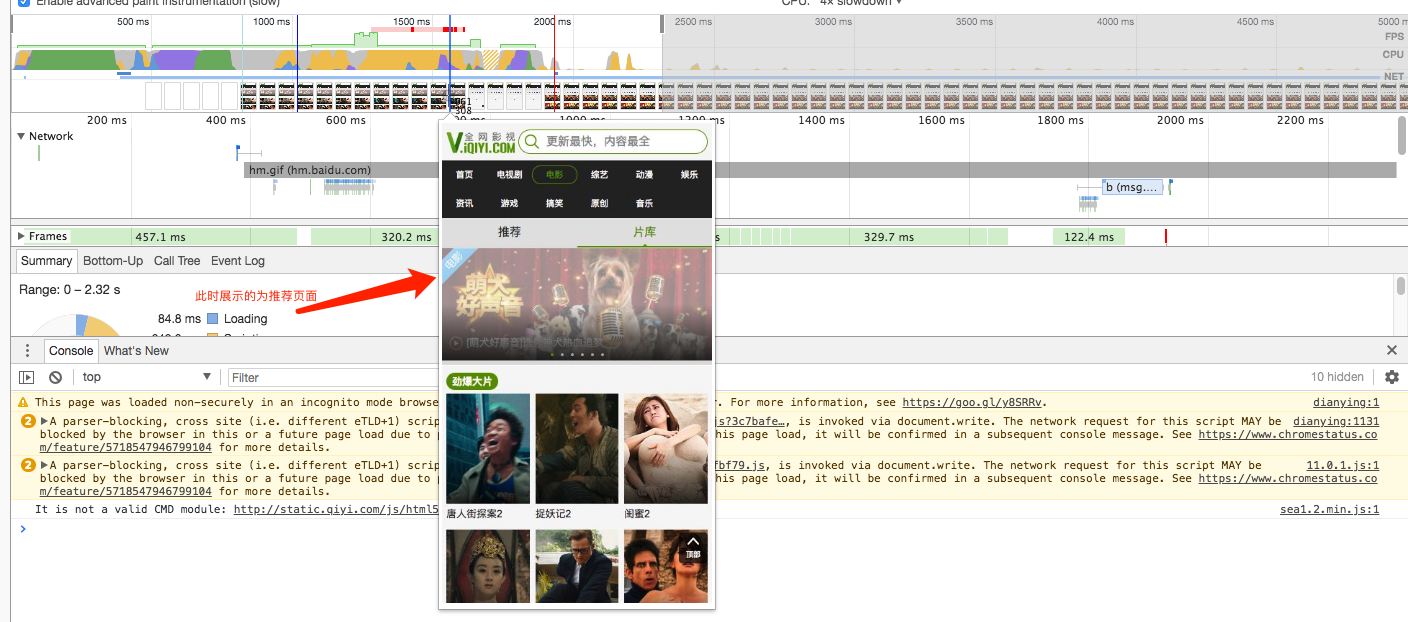 Enable advanced paint instrumentation (slow)
CPU: 4× slowdown
500 ms
1000 ms
1500 ms
2000 ms
2500 ms
3000 ms
3500 ms
4000 ms
4500 ms
5000 m
FPS
CPU
NET
200 ms
400 ms
600 ms
1000 ms
1200 ms
1400 ms
1600 ms
1800 ms
2000 ms
2200 ms
Network
hm.gif (hm.baidu.com)
b (msg....
Frames
457.1 ms
320.2 ms
329.7 ms
122.4 ms
Summary
Bottom-Up
Call Tree
Event Log
Range: 0 – 2.32 s
84.8 ms
Loading
此时展示的为推荐页面
全网影视
V.iQIYI.COM
更新最快，内容最全
首页
电视剧
电影
综艺
动漫
娱乐
资讯
游戏
搞笑
原创
音乐
推荐
片库
电影
萌犬
好声音
劲爆大片
唐人街探案2
捉妖记2
闺蜜2
顶部
Console
What's New
top
Filter
10 hidden
This page was loaded non-securely in an incognito mode brows
r. For more information, see https://goo.gl/y8SRRv.
dianying:1
2
A parser-blocking, cross site (i.e. different eTLD+1) scrip
js?3c7bafe…, is invoked via document.write. The network request for this script MAY be
dianying:1131
blocked by the browser in this or a future page load due to p
his page load, it will be confirmed in a subsequent console message. See https://www.chromestatus.co
m/feature/5718547946799104 for more details.
2
A parser-blocking, cross site (i.e. different eTLD+1) scrip
fbf79.js, is invoked via document.write. The network request for this script MAY be
11.0.1.js:1
blocked by the browser in this or a future page load due to p
his page load, it will be confirmed in a subsequent console message. See https://www.chromestatus.co
m/feature/5718547946799104 for more details.
It is not a valid CMD module: http://static.qiyi.com/js/html5
sea1.2.min.js:1